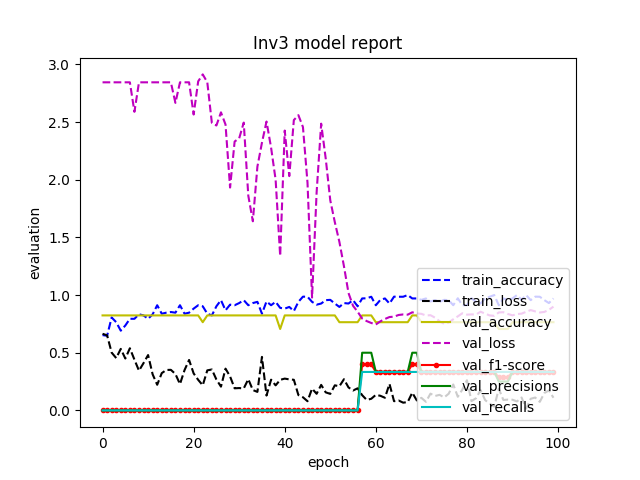 Inv3 model report
evaluation
3.0
2.5
2.0
1.5
1.0
0.5
0.0
train_accuracy
train_loss
val_accuracy
val_loss
val_f1-score
val_precisions
val_recalls
0 20 40 60 80 100
epoch